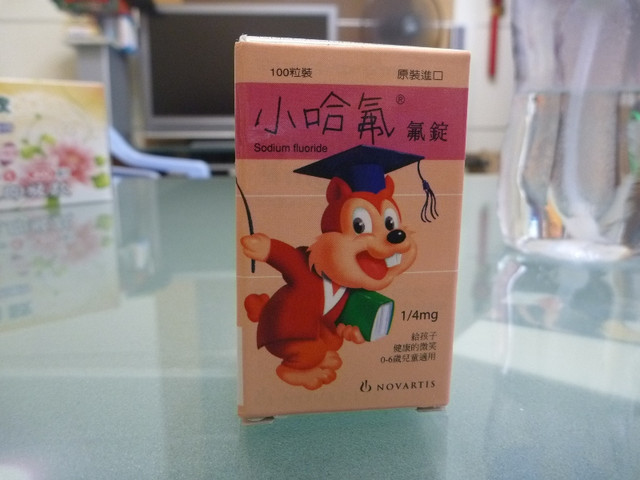 100粒裝 原裝進口
小哈氟® 氟錠
Sodium fluoride
1/4mg
給孩子
健康的微笑
0-6歲兒童適用
NOVARTIS